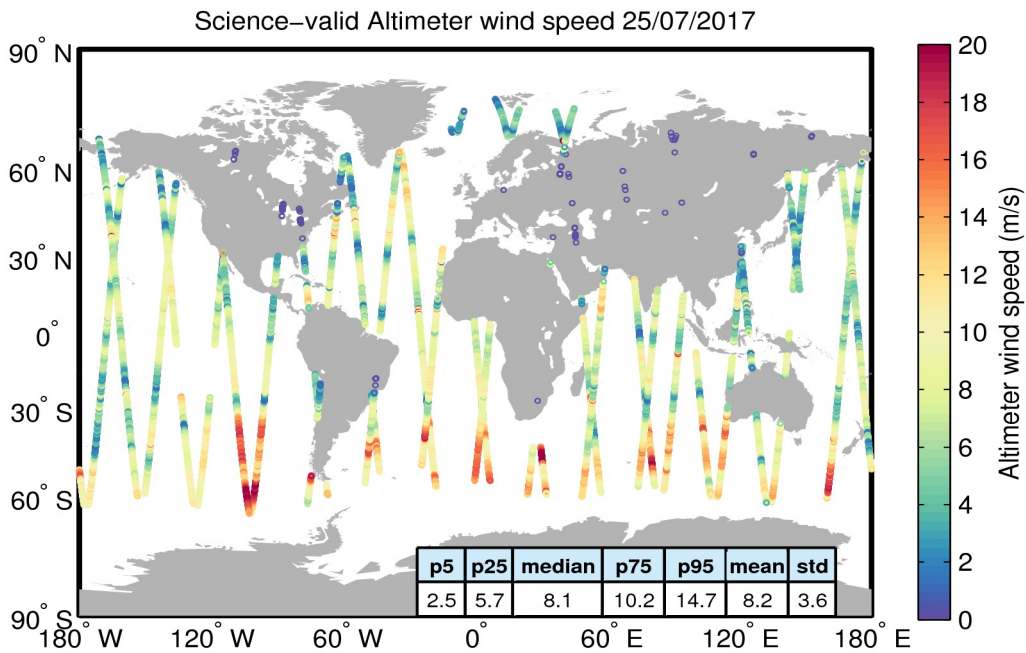 Science−valid Altimeter wind speed 25/07/2017
90° N
60° N
30° N
0°
30° S
60° S
90° S
180° W
120° W
60° W
0°
60° E
120° E
180° E
p5 p25 median p75 p95 mean std
2.5 5.7 8.1 10.2 14.7 8.2 3.6
20
18
16
14
12
10
8
6
4
2
0
Altimeter wind speed (m/s)